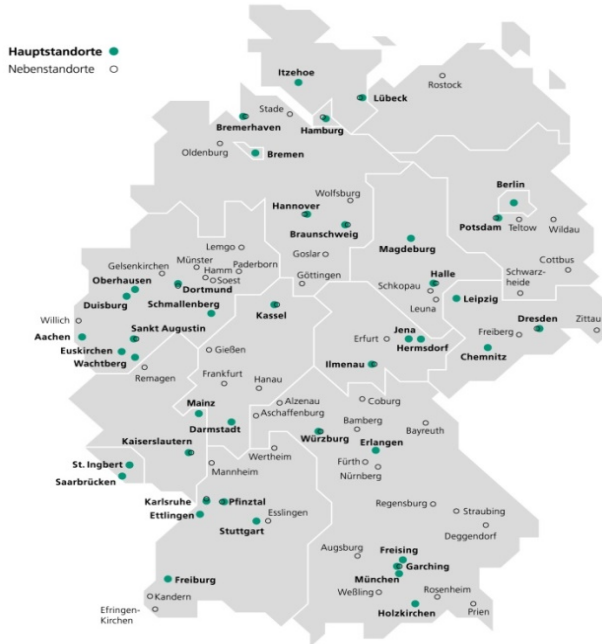 Hauptstandorte
Nebenstandorte
Itzehoe
Rostock
Lübeck
Stade
Bremerhaven
Hamburg
Oldenburg
Bremen
Wolfsburg
Berlin
Hannover
Potsdam
Teltow
Wildau
Braunschweig
Magdeburg
Lemgo
Goslar
Cottbus
Münster
Paderborn
Gelsenkirchen
Hamm
Göttingen
Halle
Schkopau
Schwarz-
heide
Oberhausen
Dortmund
Soest
Leipzig
Duisburg
Schmallenberg
Kassel
Leuna
Willich
Dresden
Zittau
Aachen
Sankt Augustin
Erfurt
Jena
Hermsdorf
Freiberg
Chemnitz
Euskirchen
Gießen
Wachtberg
Ilmenau
Remagen
Frankfurt
Hanau
Alzenau
Coburg
Mainz
Aschaffenburg
Bamberg
Bayreuth
Darmstadt
Würzburg
Kaiserslautern
Wertheim
Erlangen
St. Ingbert
Mannheim
Fürth
Nürnberg
Saarbrücken
Karlsruhe
Pfinztal
Regensburg
Straubing
Ettlingen
Esslingen
Stuttgart
Deggendorf
Augsburg
Freising
Garching
Freiburg
München
Kandern
Weßling
Rosenheim
Efringen-
Kirchen
Holzkirchen
Prien